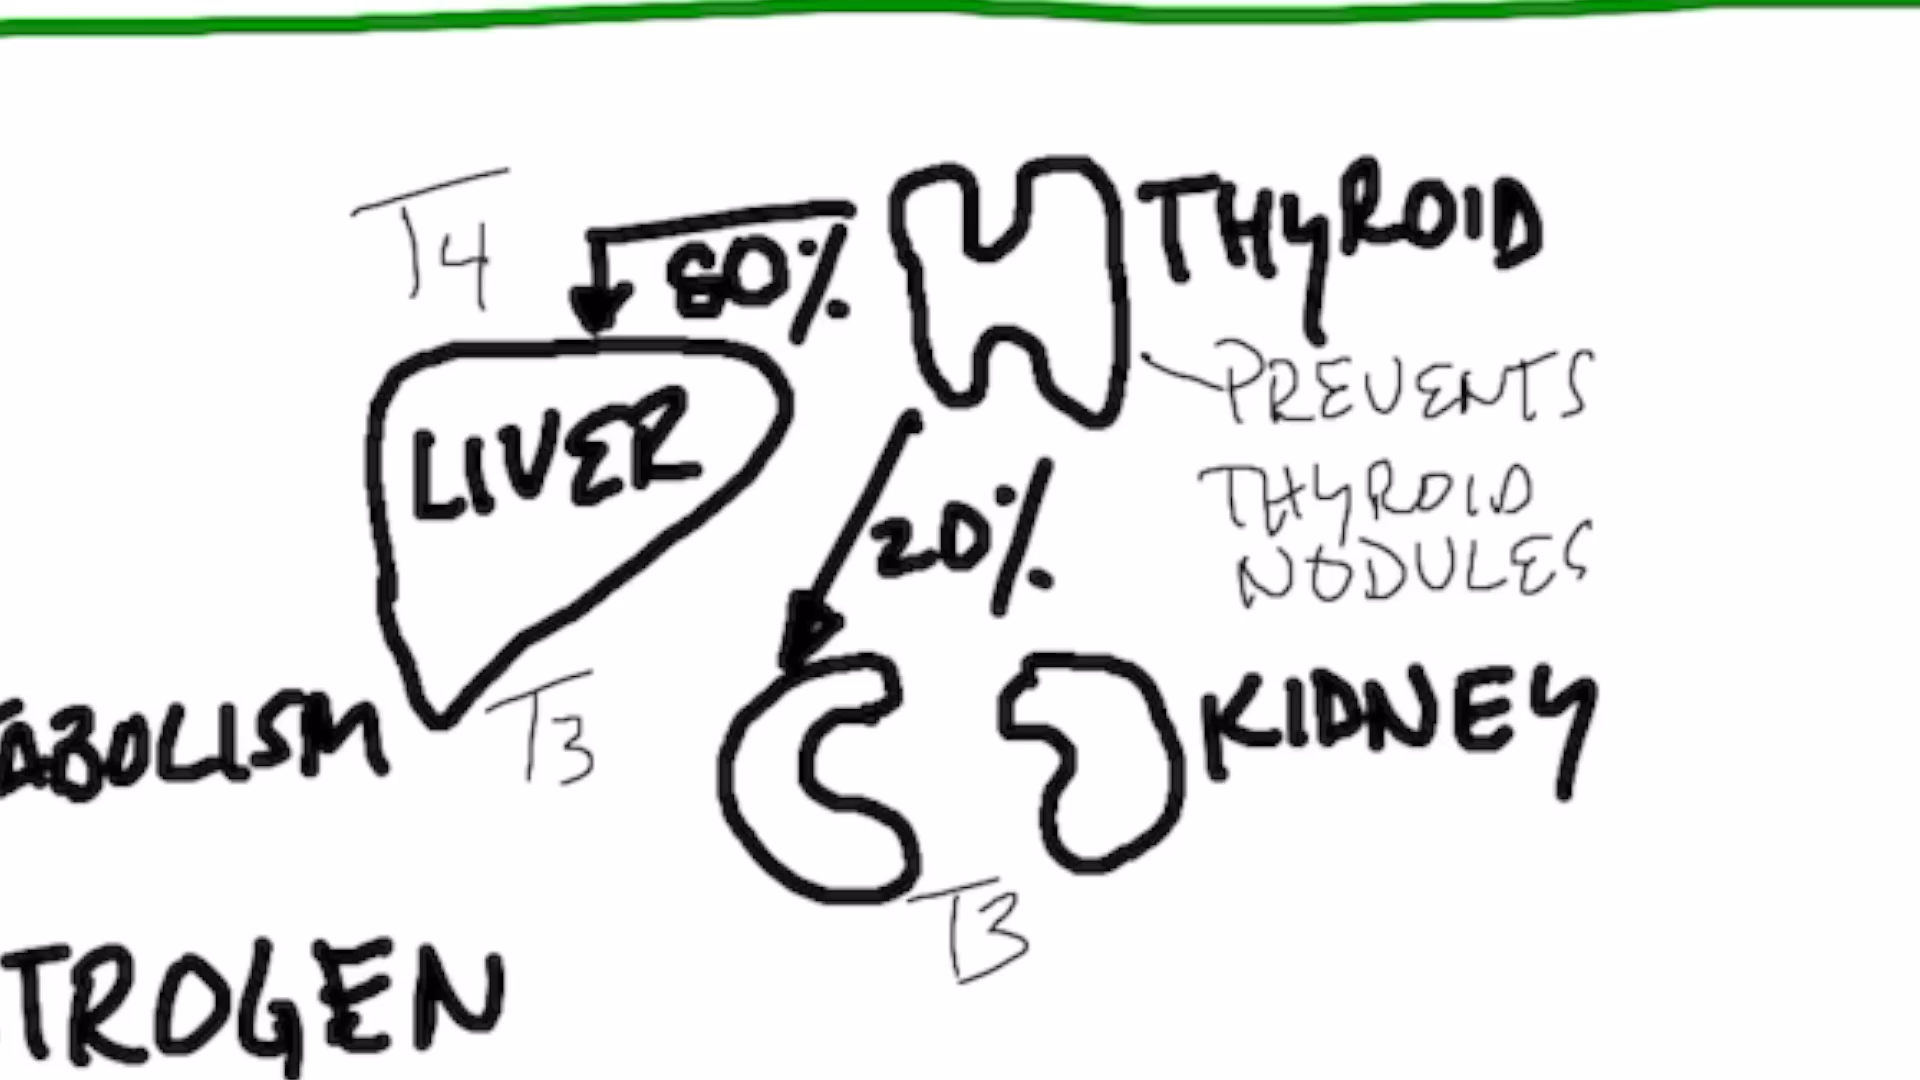 T4
80%
THYROID
PREVENTS
THYROID
NODULES
LIVER
20%
ABOLISM
T3
KIDNEY
T3
TROGEN